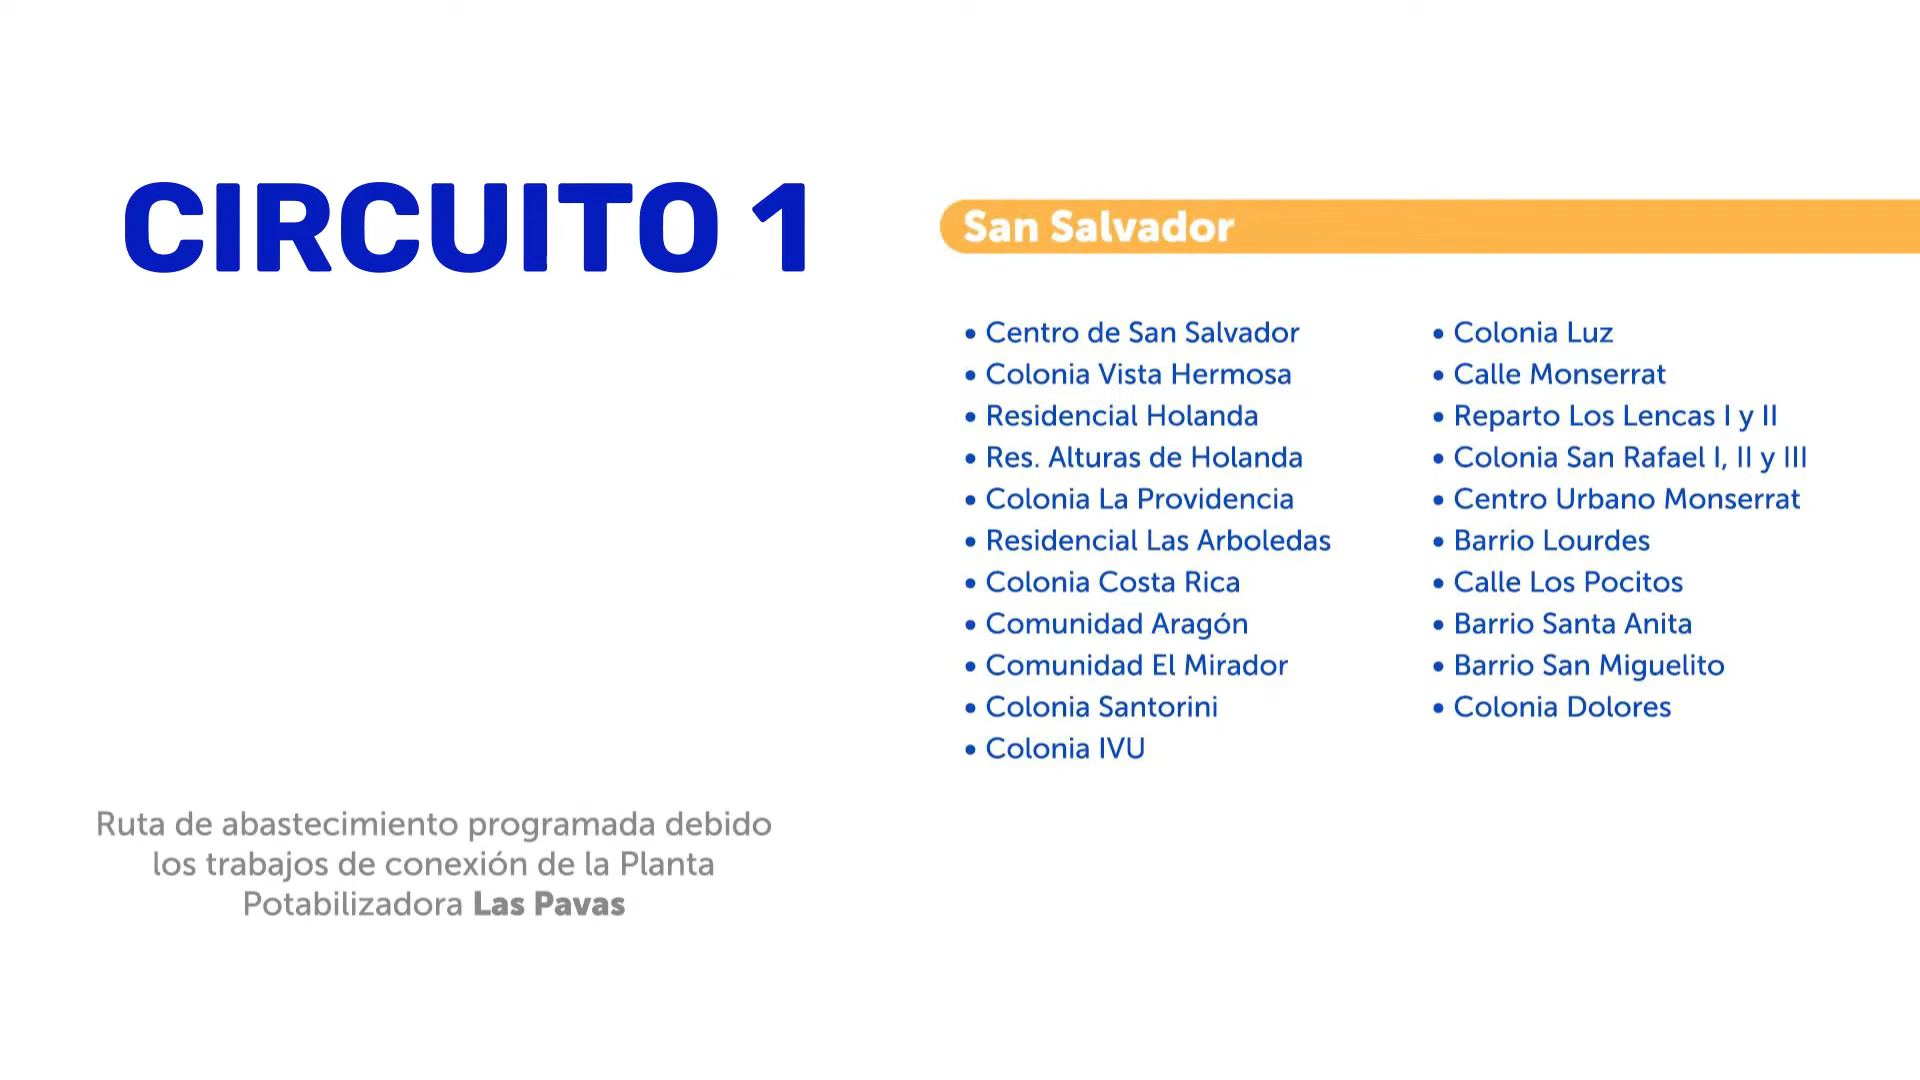 CIRCUITO 1
Ruta de abastecimiento programada debido
los trabajos de conexión de la Planta
Potabilizadora Las Pavas
San Salvador
• Centro de San Salvador
• Colonia Vista Hermosa
• Residencial Holanda
• Res. Alturas de Holanda
• Colonia La Providencia
• Residencial Las Arboledas
• Colonia Costa Rica
• Comunidad Aragón
• Comunidad El Mirador
• Colonia Santorini
• Colonia IVU
• Colonia Luz
• Calle Monserrat
• Reparto Los Lencas I y II
• Colonia San Rafael I, II y III
• Centro Urbano Monserrat
• Barrio Lourdes
• Calle Los Pocitos
• Barrio Santa Anita
• Barrio San Miguelito
• Colonia Dolores